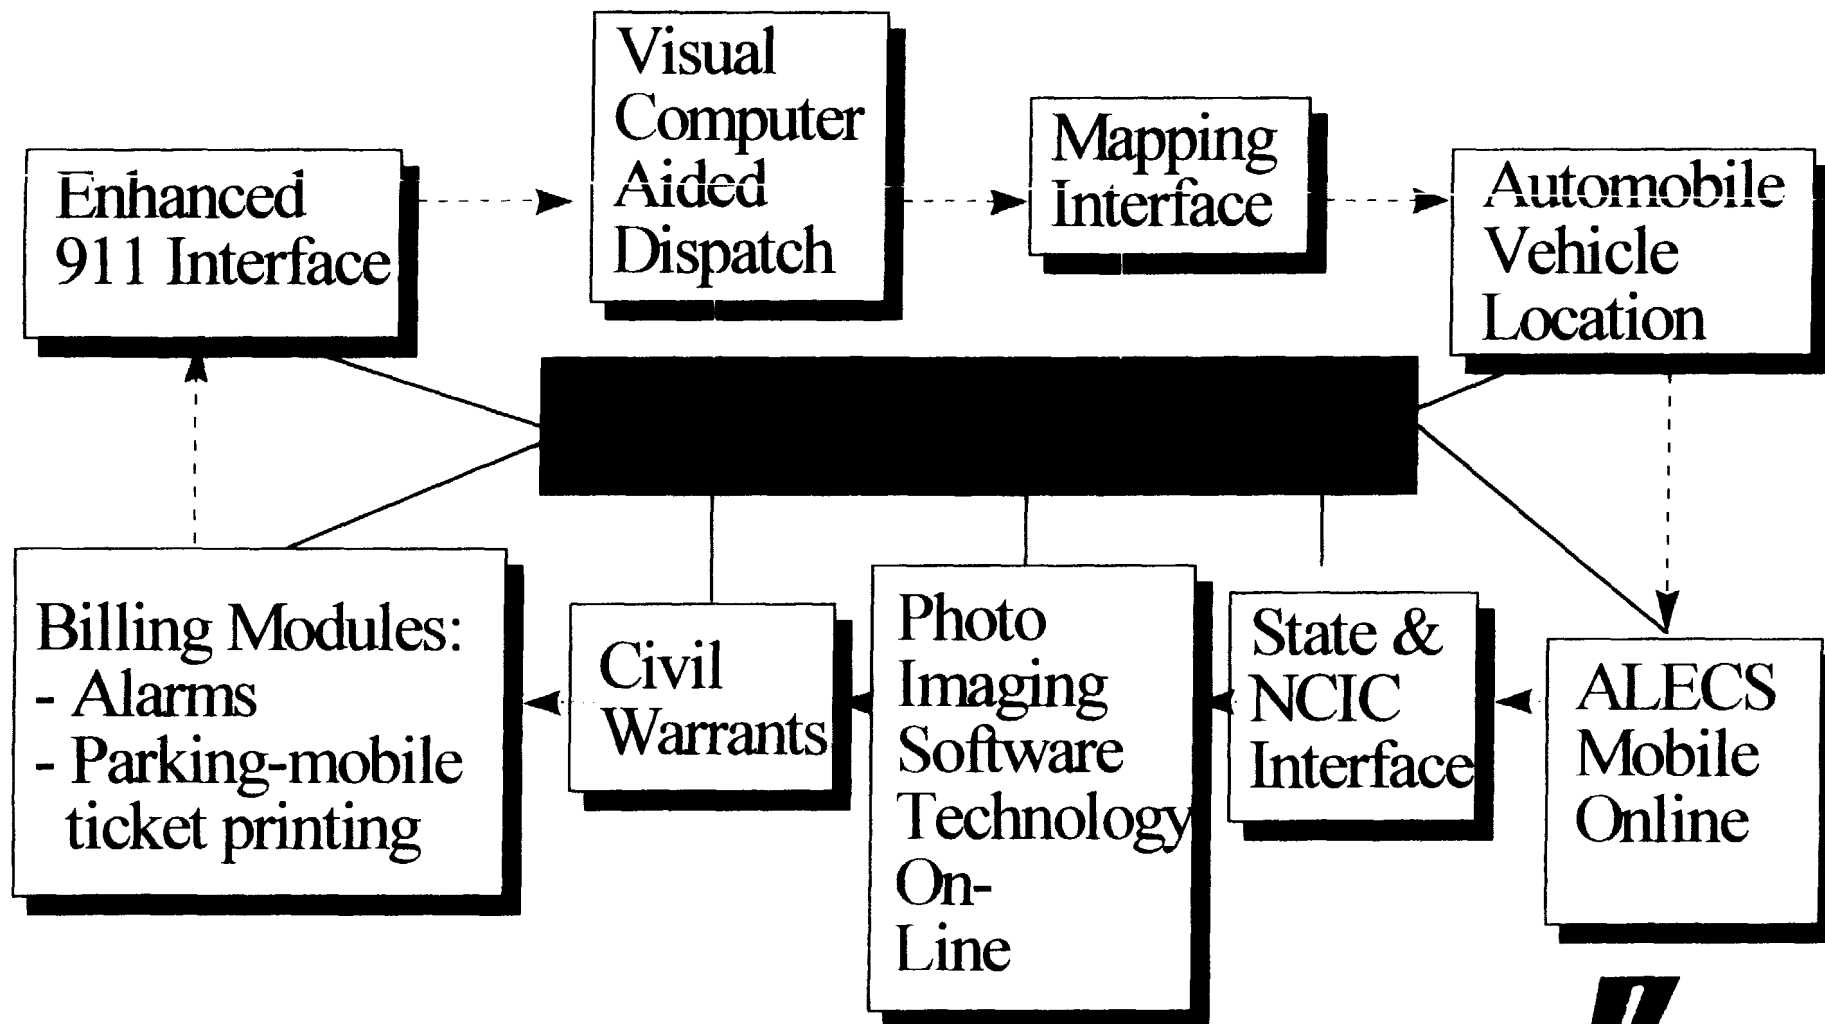 Enhanced
911 Interface
Visual
Computer
Aided
Dispatch
Mapping
Interface
Automobile
Vehicle
Location
Billing Modules:
- Alarms
- Parking-mobile
ticket printing
Civil
Warrants
Photo
Imaging
Software
Technology
On-
Line
State &
NCIC
Interface
ALECS
Mobile
Online